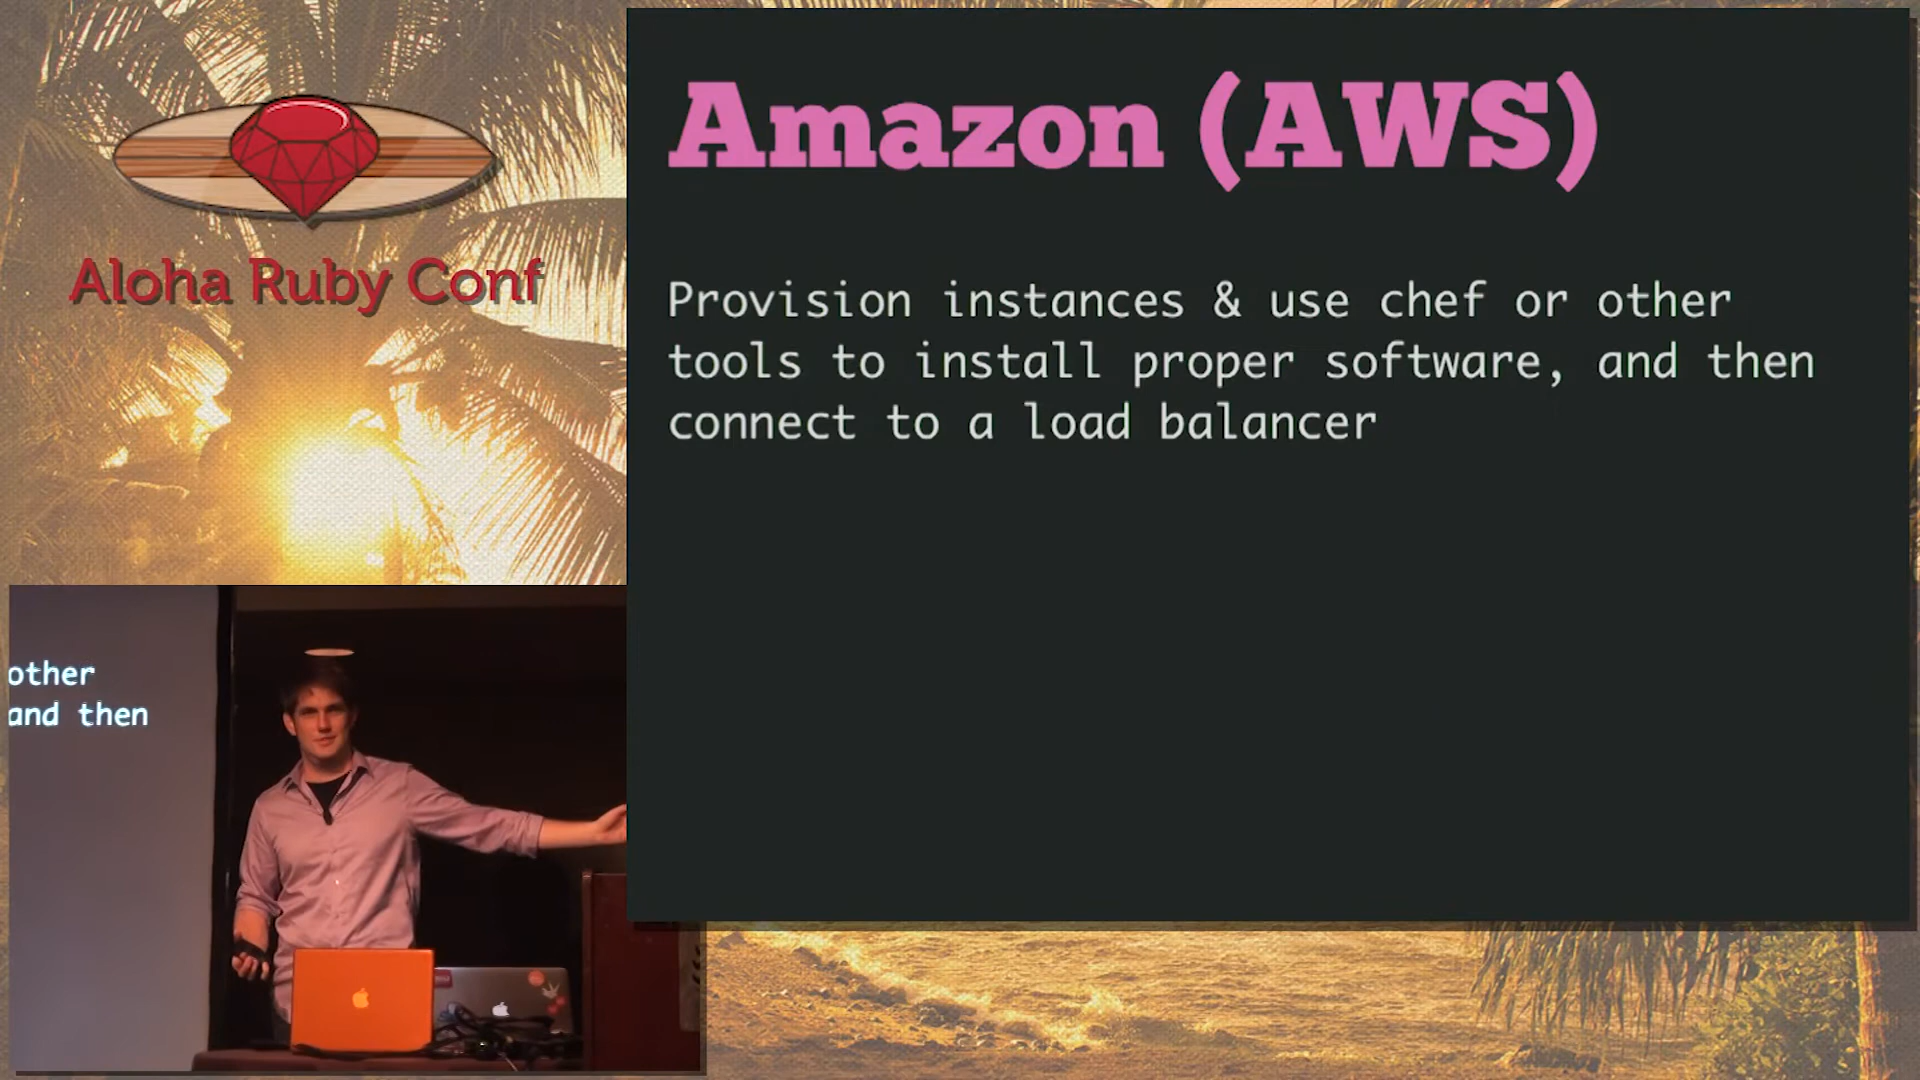 Aloha Ruby Conf
Amazon (AWS)
Provision instances & use chef or other
tools to install proper software, and then
connect to a load balancer
other
and then